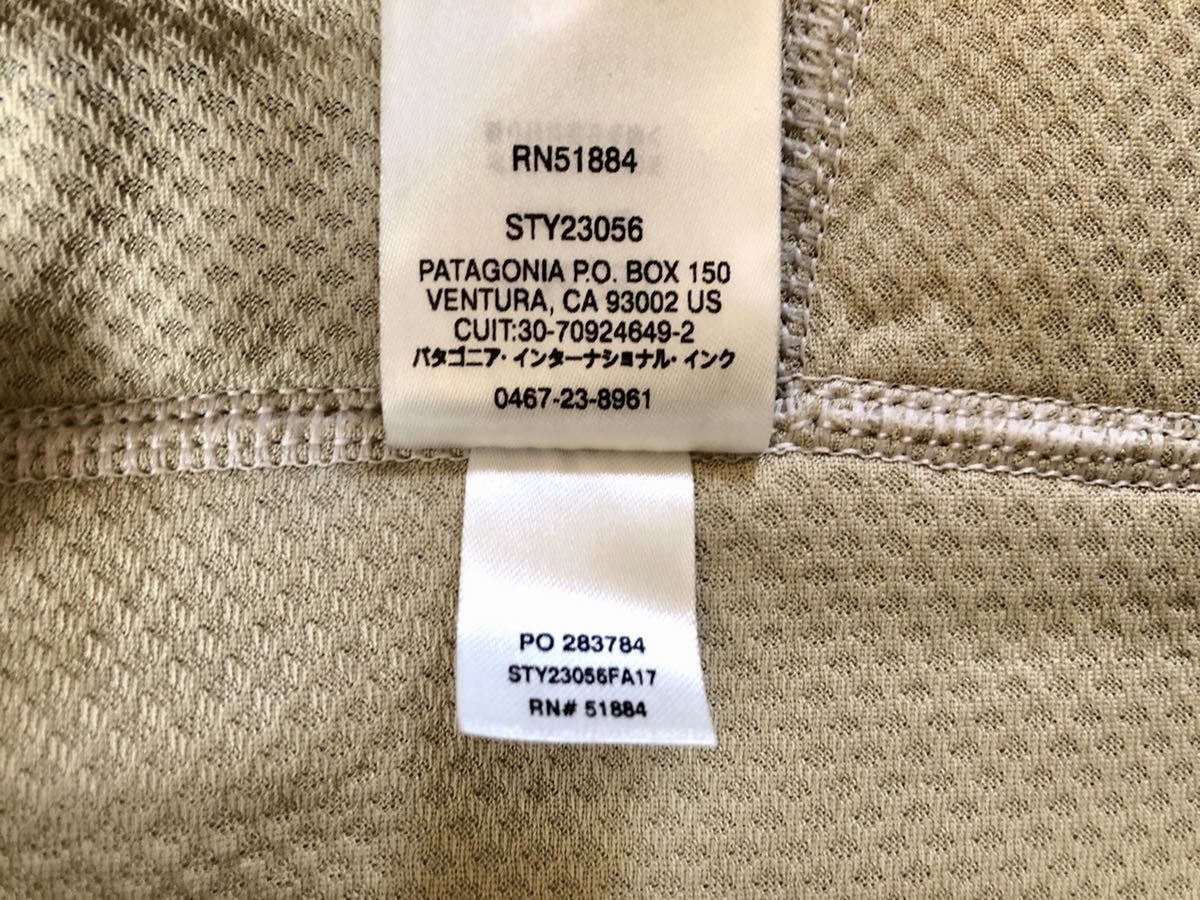 RN51884
STY23056
PATAGONIA P.O. BOX 150
VENTURA, CA 93002 US
CUIT:30-70924649-2
パタゴニア・インターナショナル・インク
0467-23-8961
PO 283784
STY23056FA17
RN# 51884